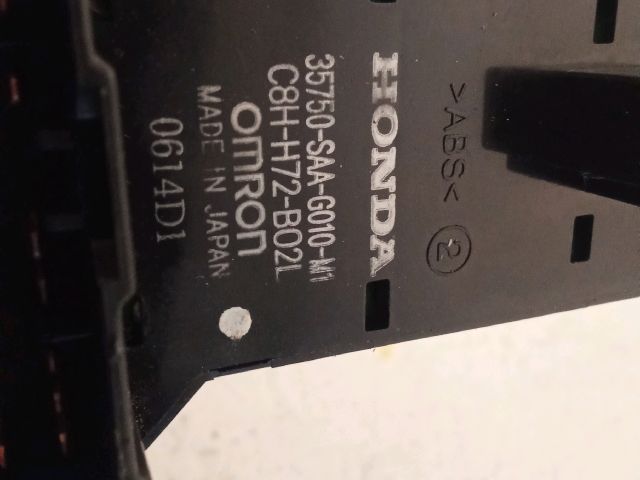 >ABS<
2
HONDA
35750-SAA-G010-M1
C8H-H72-B02L
OMRON
MADE IN JAPAN
0614D1